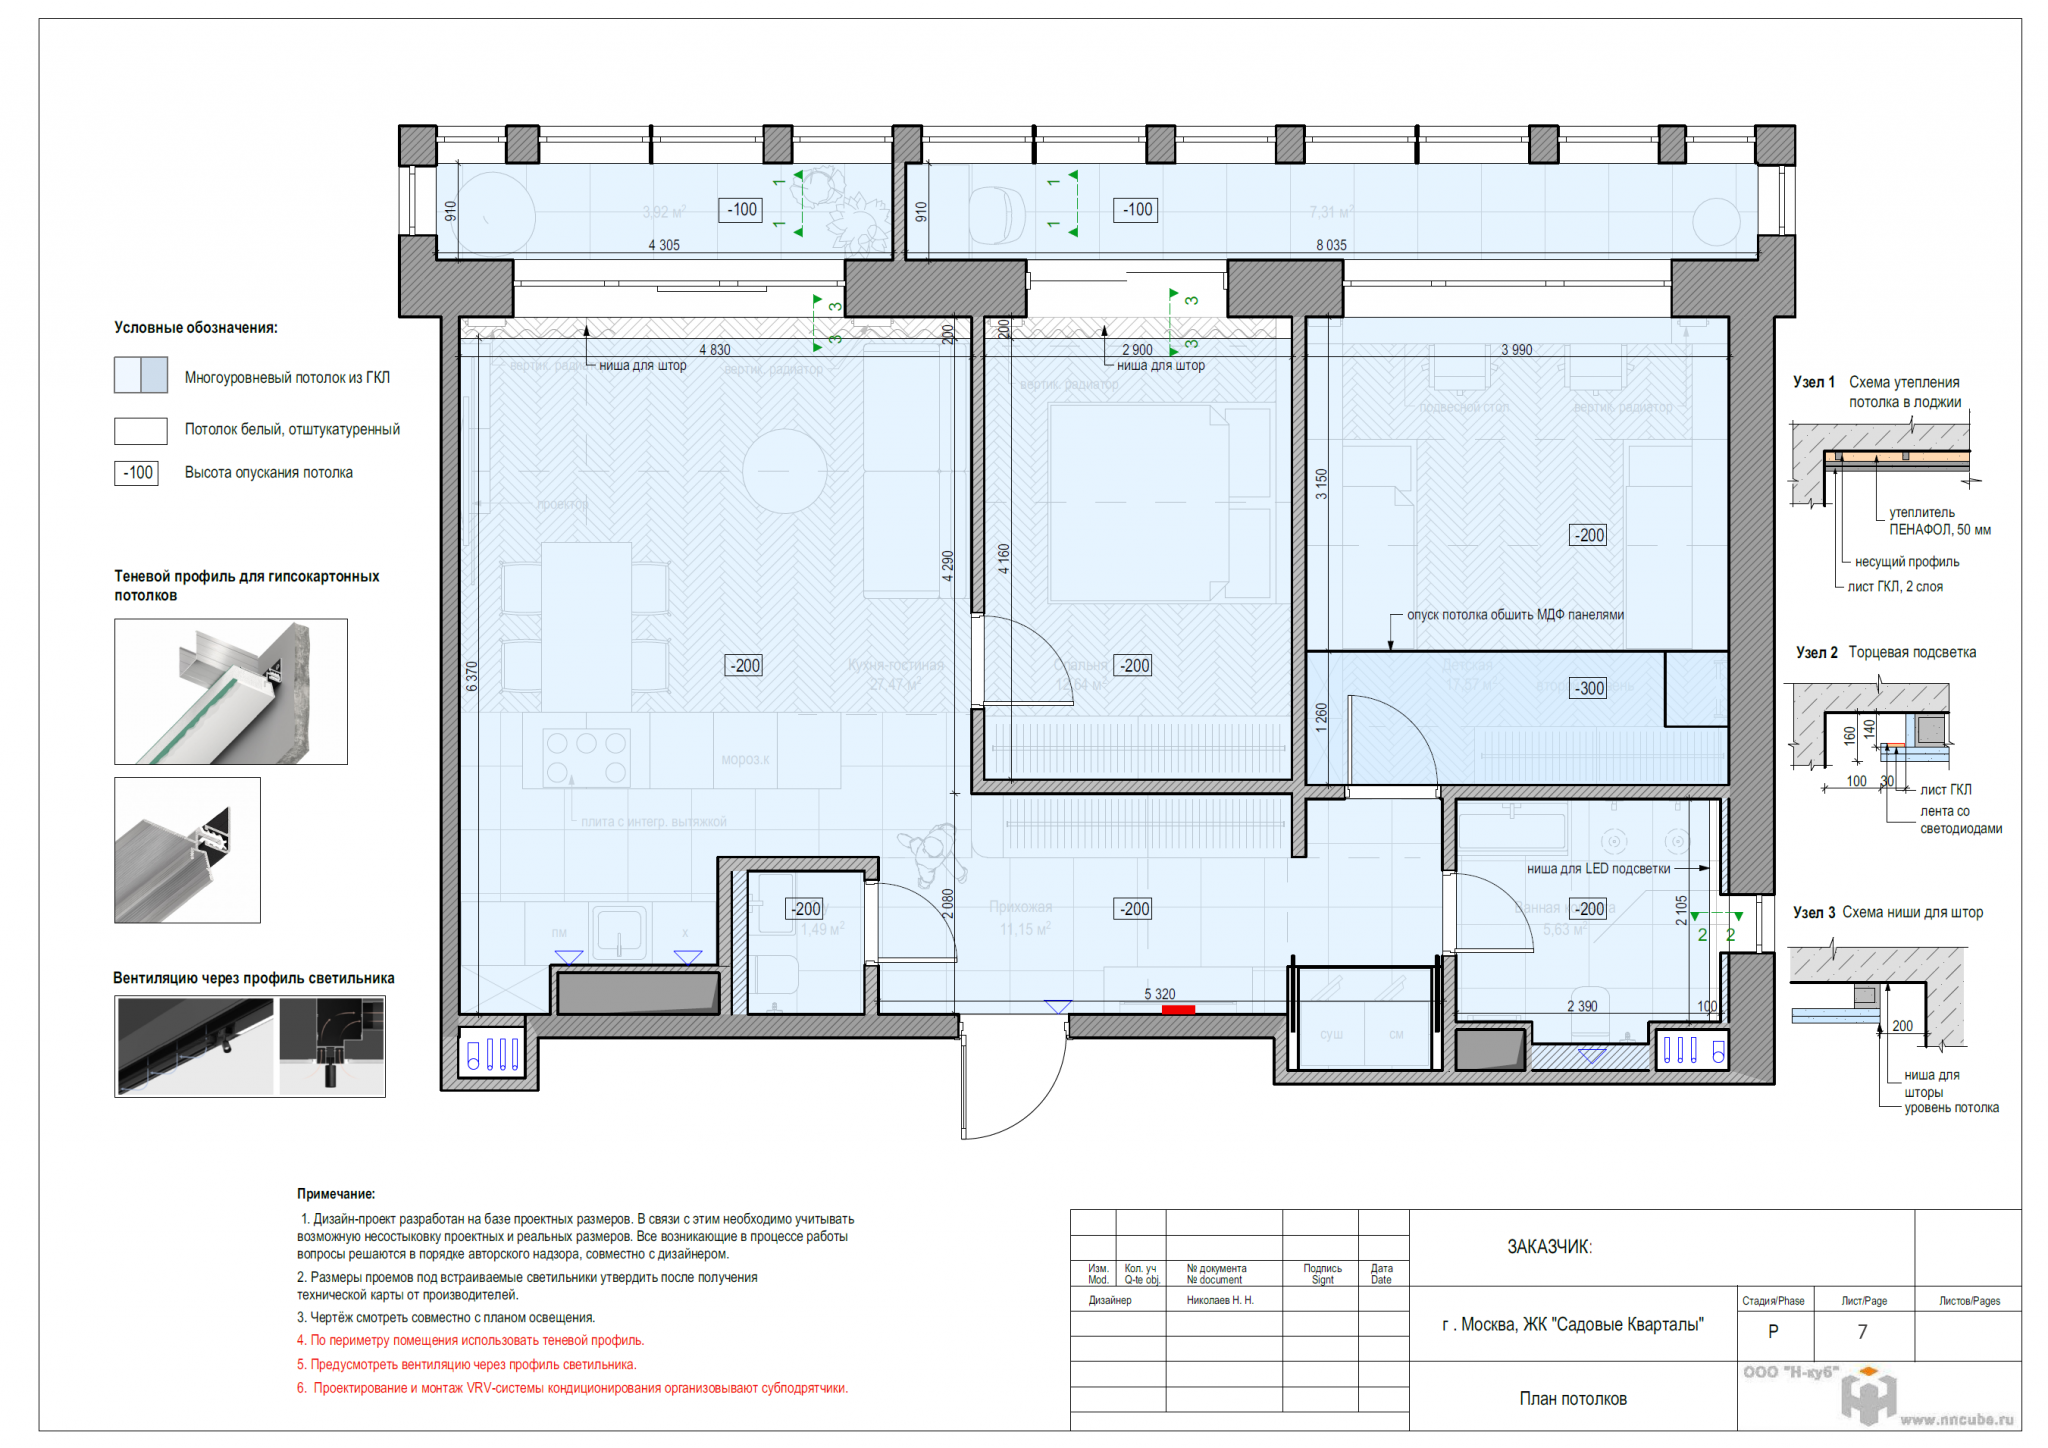 3,92 м²
-100
910
4 305
1
1
910
1
1
-100
7,31 м²
8 035
3
3
200
4 830
ниша для штор
вертик. радиатор
200
3
3
2 900
ниша для штор
вертик. радиатор
3 990
подвесной стол
вертик. радиатор
проектор
4 290
4 160
3 150
-200
опуск потолка обшить МДФ панелями
6 370
-200
Кухня-гостиная
27,47 м²
Спальня
-200
Детская
17,57 м²
-300
1 260
мороз.к
плита с интегр. вытяжкой
ниша для LED подсветки
-200
1,49 м²
2 080
Прихожая
11,15 м²
-200
-200
5,63 м²
2 105
2
2
пм
х
5 320
2 390
100
суш
см
Условные обозначения:
Многоуровневый потолок из ГКЛ
Потолок белый, отштукатуренный
-100
Высота опускания потолка
Теневой профиль для гипсокартонных
потолков
Вентиляцию через профиль светильника
Узел 1 Схема утепления
потолка в лоджии
утеплитель
ПЕНАФОЛ, 50 мм
несущий профиль
лист ГКЛ, 2 слоя
Узел 2 Торцевая подсветка
160
140
100
30
лист ГКЛ
лента со
светодиодами
Узел 3 Схема ниши для штор
200
ниша для
шторы
уровень потолка
Примечание:
1. Дизайн-проект разработан на базе проектных размеров. В связи с этим необходимо учитывать
возможную несостыковку проектных и реальных размеров. Все возникающие в процессе работы
вопросы решаются в порядке авторского надзора, совместно с дизайнером.
2. Размеры проемов под встраиваемые светильники утвердить после получения
технической карты от производителей.
3. Чертёж смотреть совместно с планом освещения.
4. По периметру помещения использовать теневой профиль.
5. Предусмотреть вентиляцию через профиль светильника.
6. Проектирование и монтаж VRV-системы кондиционирования организовывают субподрятчики.
Изм.
Mod.
Кол. уч
Q-te obj.
№ документа
№ document
Подпись
Signt
Дата
Date
Дизайнер
Николаев Н. Н.
ЗАКАЗЧИК:
г . Москва, ЖК "Садовые Кварталы"
Стадия/Phase
Лист/Page
Листов/Pages
Р
7
План потолков
ООО "Н-куб"
www.nncube.ru